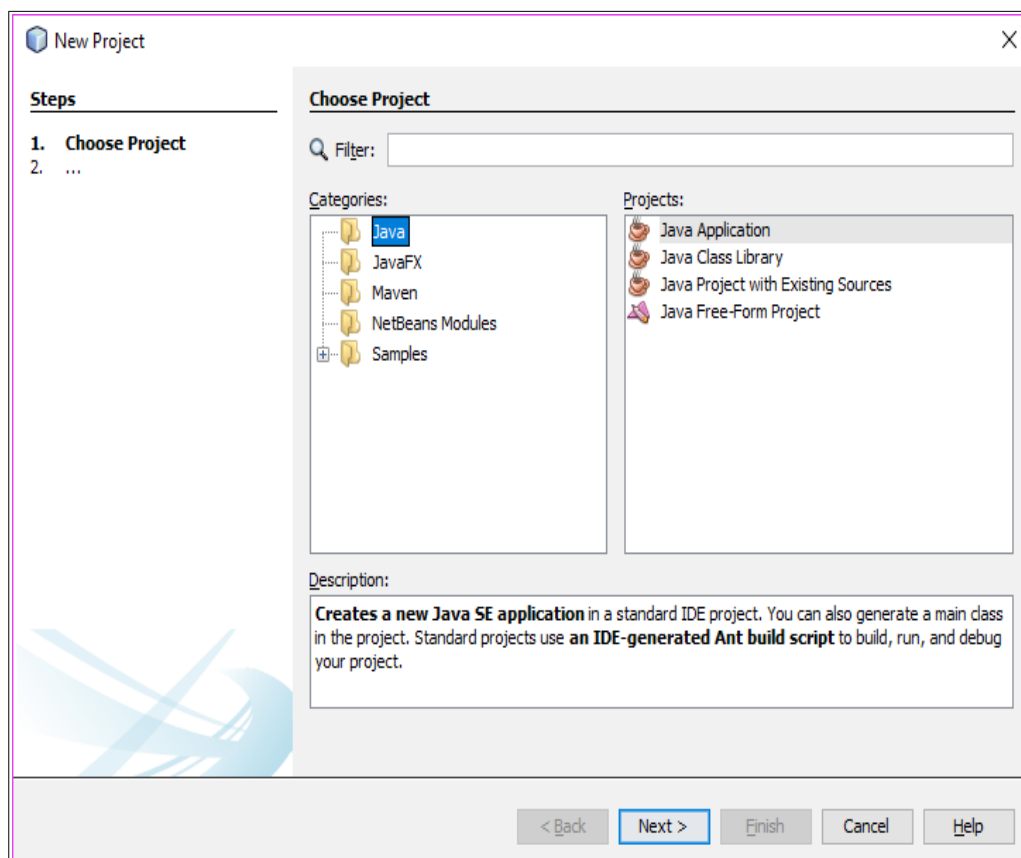 New Project
Steps
1. Choose Project
2. ...
Choose Project
Filter:
Categories:
Java
JavaFX
Maven
NetBeans Modules
Samples
Projects:
Java Application
Java Class Library
Java Project with Existing Sources
Java Free-Form Project
Description:
Creates a new Java SE application in a standard IDE project. You can also generate a main class
in the project. Standard projects use an IDE-generated Ant build script to build, run, and debug
your project.
< Back
Next >
Finish
Cancel
Help